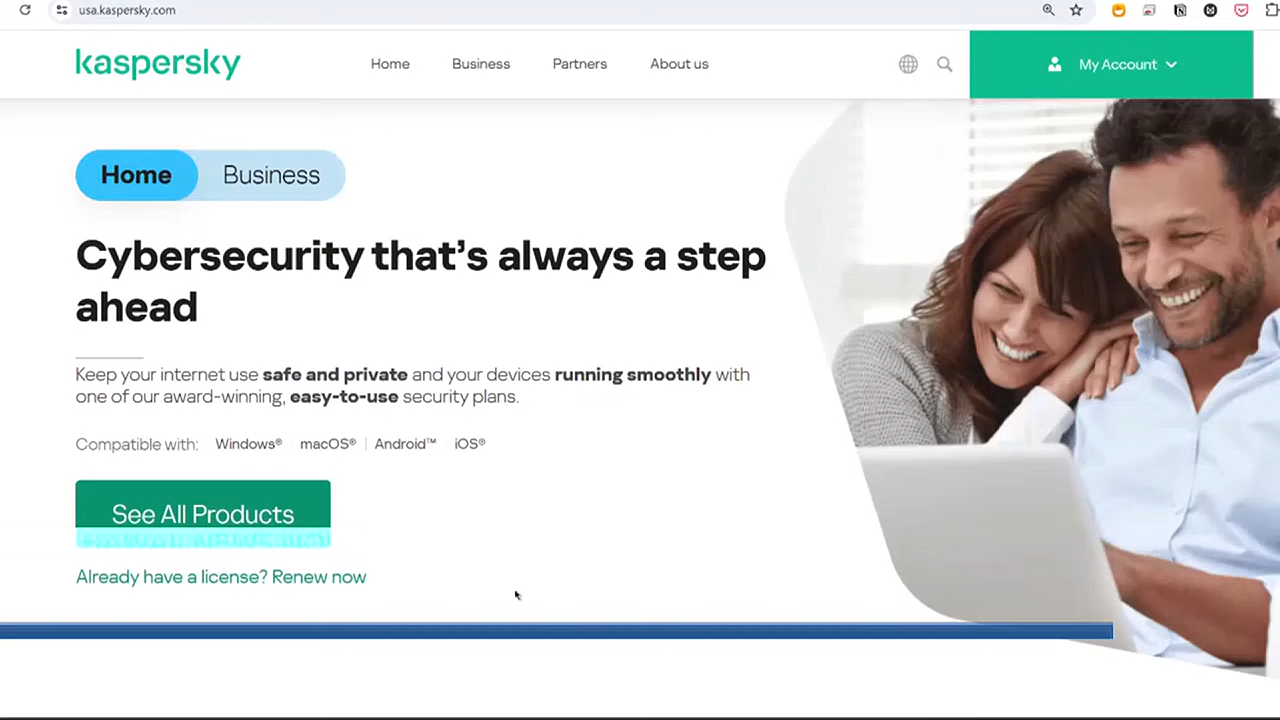 usa.kaspersky.com
kaspersky
Home
Business
Partners
About us
My Account
Home
Business
Cybersecurity that's always a step
ahead
Keep your internet use safe and private and your devices running smoothly with
one of our award-winning, easy-to-use security plans.
Compatible with: Windows® macOS® | Android™ iOS®
See All Products
Already have a license? Renew now